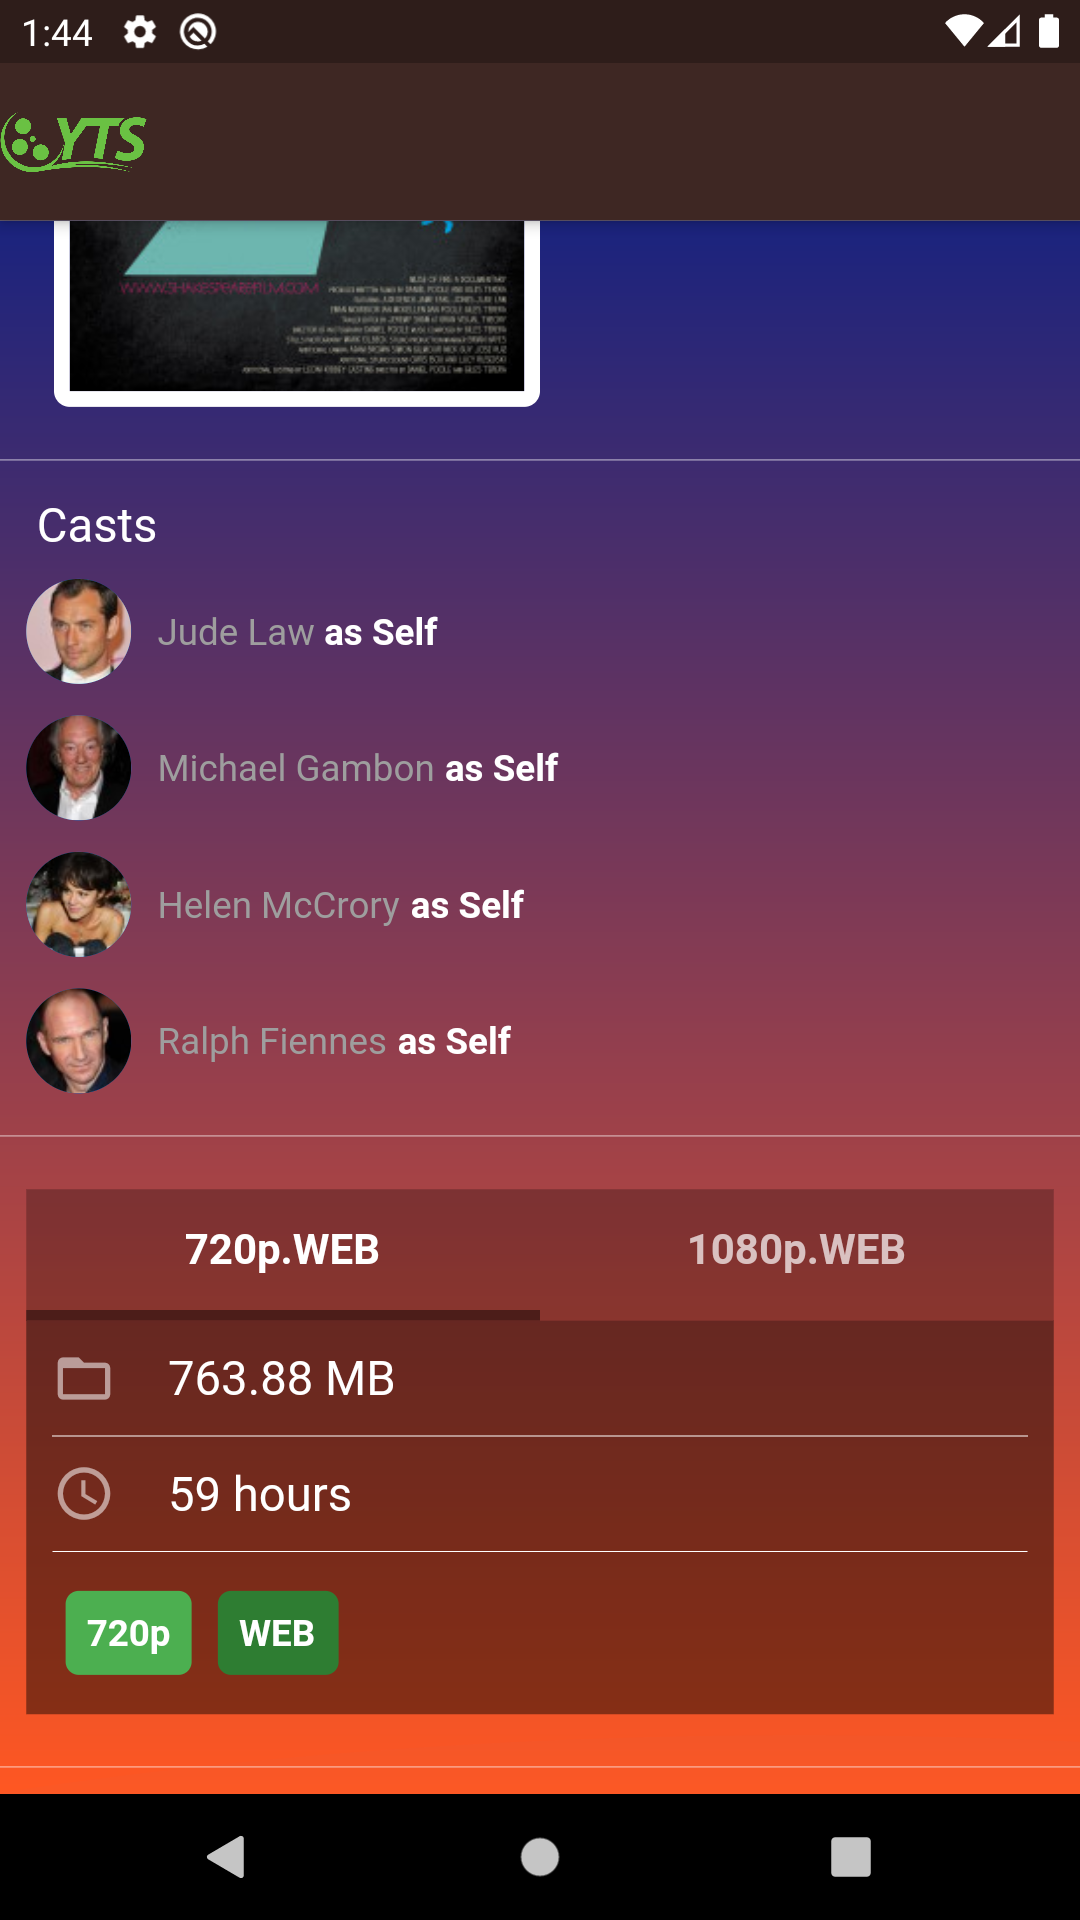 1:44
YTS
WWW.SHAKESPEAREFILM.COM
Casts
Jude Law as Self
Michael Gambon as Self
Helen McCrory as Self
Ralph Fiennes as Self
720p.WEB
1080p.WEB
763.88 MB
59 hours
720p
WEB